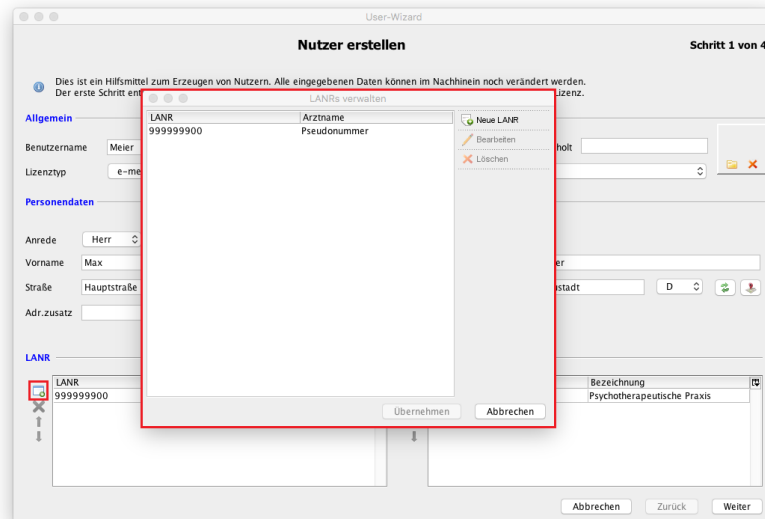 User-Wizard
Nutzer erstellen
Schritt 1 von 4
Dies ist ein Hilfsmittel zum Erzeugen von Nutzern. Alle eingegebenen Daten können im Nachhinein noch verändert werden.
Der erste Schritt ent
Lizenz.
LANRs verwalten
LANR Arztname
999999900 Pseudonummer
Neue LANR
Bearbeiten
Löschen
Übernehmen Abbrechen
Allgemein
Benutzername Meier
holt
Lizenztyp e-me
Personendaten
Anrede Herr
Vorname Max
er
Straße Hauptstraße
nstadt D
Adr.zusatz
LANR
LANR
999999900
Bezeichnung
Psychotherapeutische Praxis
Abbrechen Zurück Weiter